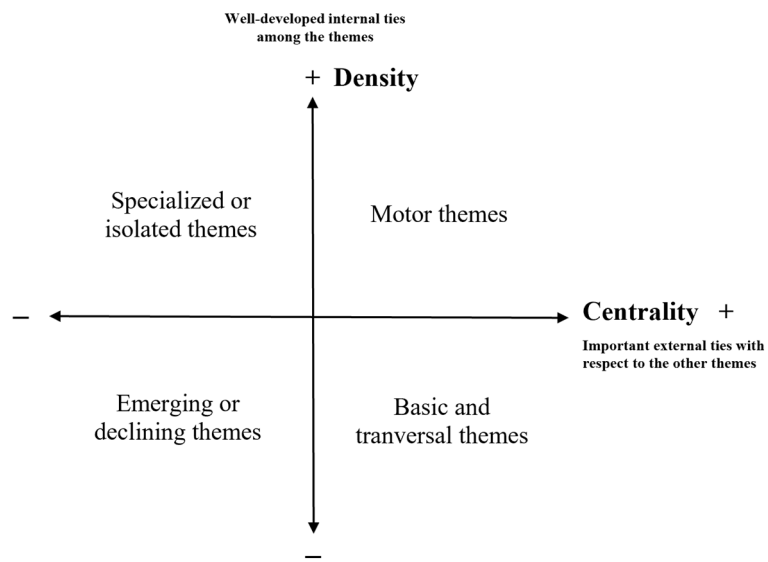 Well-developed internal ties
among the themes
+ Density
Specialized or
isolated themes
Motor themes
–
Centrality +
Important external ties with
respect to the other themes
Emerging or
declining themes
Basic and
tranversal themes
–